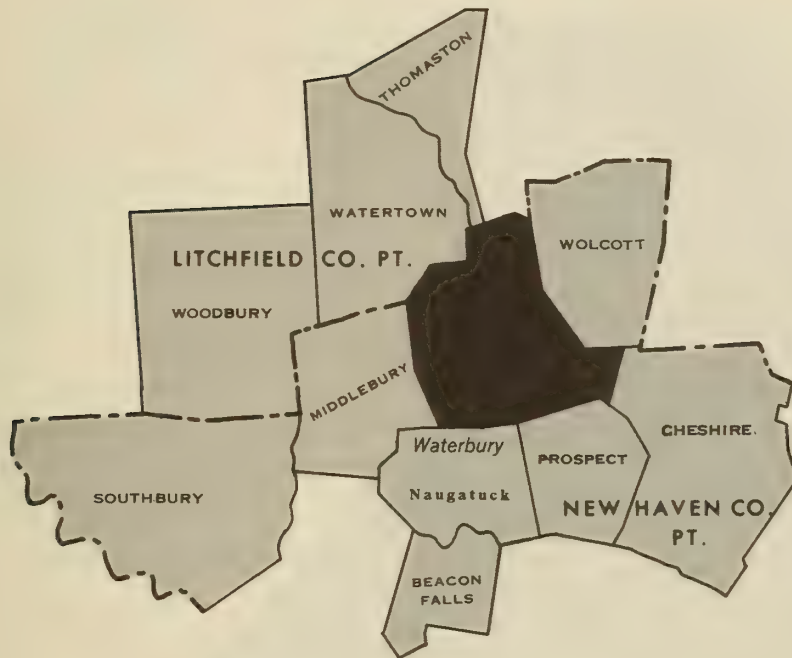 THOMASTON
WATERTOWN
WOLCOTT
LITCHFIELD CO. PT.
WOODBURY
MIDDLEBURY
CHESHIRE.
Waterbury
PROSPECT
SOUTHBURY
Naugatuck
NEW HAVEN CO.
PT.
BEACON
FALLS